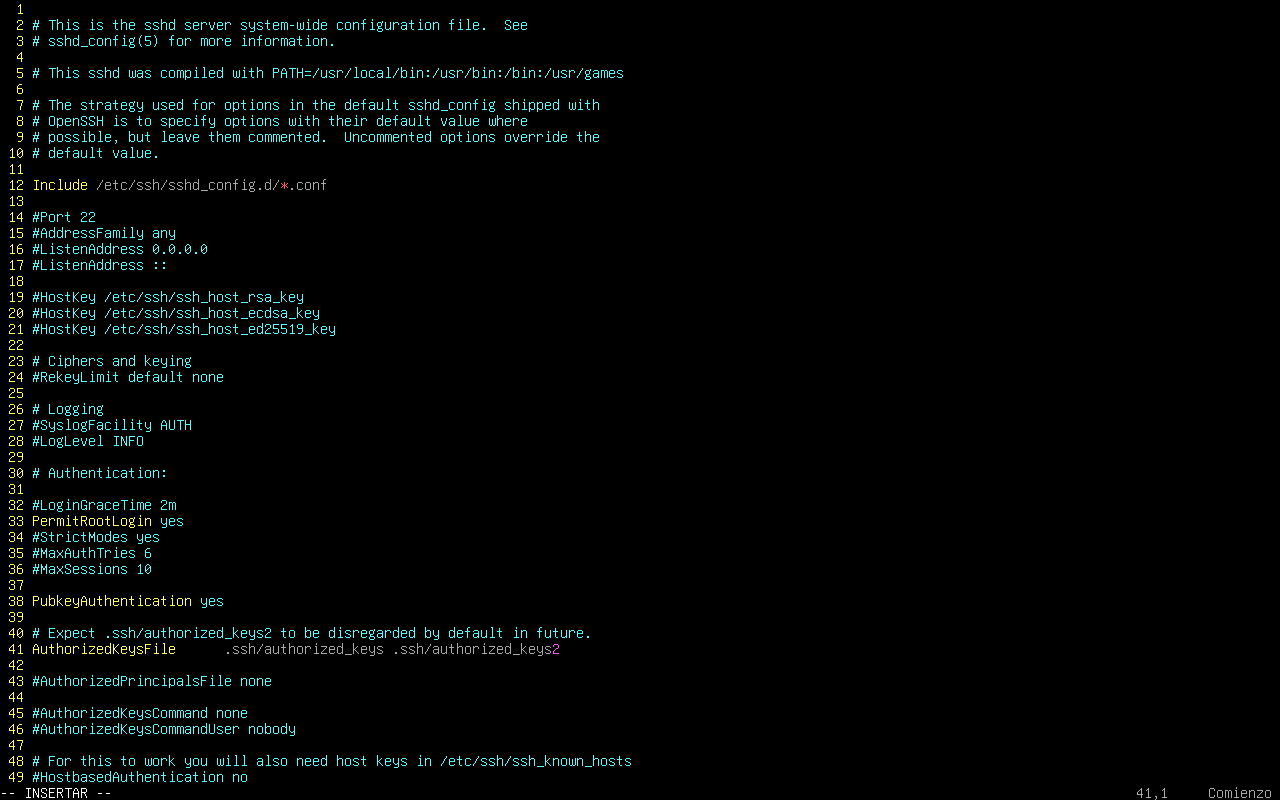 1
2 # This is the sshd server system-wide configuration file.  See
3 # sshd_config(5) for more information.
4
5 # This sshd was compiled with PATH=/usr/local/bin:/usr/bin:/bin:/usr/games
6
7 # The strategy used for options in the default sshd_config shipped with
8 # OpenSSH is to specify options with their default value where
9 # possible, but leave them commented.  Uncommented options override the
10 # default value.
11
12 Include /etc/ssh/sshd_config.d/*.conf
13
14 #Port 22
15 #AddressFamily any
16 #ListenAddress 0.0.0.0
17 #ListenAddress ::
18
19 #HostKey /etc/ssh/ssh_host_rsa_key
20 #HostKey /etc/ssh/ssh_host_ecdsa_key
21 #HostKey /etc/ssh/ssh_host_ed25519_key
22
23 # Ciphers and keying
24 #RekeyLimit default none
25
26 # Logging
27 #SyslogFacility AUTH
28 #LogLevel INFO
29
30 # Authentication:
31
32 #LoginGraceTime 2m
33 PermitRootLogin yes
34 #StrictModes yes
35 #MaxAuthTries 6
36 #MaxSessions 10
37
38 PubkeyAuthentication yes
39
40 # Expect .ssh/authorized_keys2 to be disregarded by default in future.
41 AuthorizedKeysFile      .ssh/authorized_keys .ssh/authorized_keys2
42
43 #AuthorizedPrincipalsFile none
44
45 #AuthorizedKeysCommand none
46 #AuthorizedKeysCommandUser nobody
47
48 # For this to work you will also need host keys in /etc/ssh/ssh_known_hosts
49 #HostbasedAuthentication no
-- INSERTAR -- 41,1 Comienzo